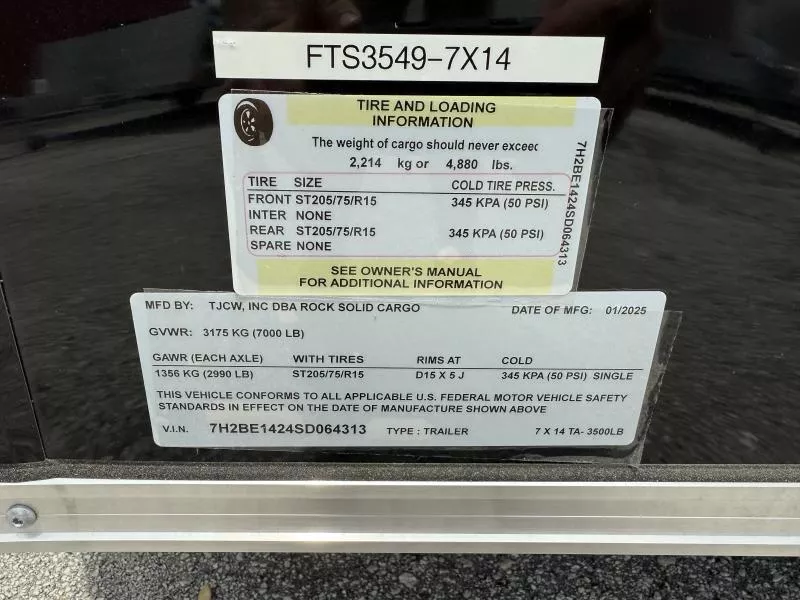 FTS3549-7X14
TIRE AND LOADING
INFORMATION
The weight of cargo should never exceed
2,214 kg or 4,880 lbs.
TIRE SIZE COLD TIRE PRESS.
FRONT ST205/75/R15 345 KPA (50 PSI)
INTER NONE
REAR ST205/75/R15 345 KPA (50 PSI)
SPARE NONE
7H2BE1424SD064313
SEE OWNER'S MANUAL
FOR ADDITIONAL INFORMATION
MFD BY: TJCW, INC DBA ROCK SOLID CARGO DATE OF MFG: 01/2025
GVWR: 3175 KG (7000 LB)
GAWR (EACH AXLE) WITH TIRES RIMS AT COLD
1356 KG (2990 LB) ST205/75/R15 D15 X 5 J 345 KPA (50 PSI) SINGLE
THIS VEHICLE CONFORMS TO ALL APPLICABLE U.S. FEDERAL MOTOR VEHICLE SAFETY
STANDARDS IN EFFECT ON THE DATE OF MANUFACTURE SHOWN ABOVE
V.I.N. 7H2BE1424SD064313 TYPE : TRAILER 7 X 14 TA- 3500LB